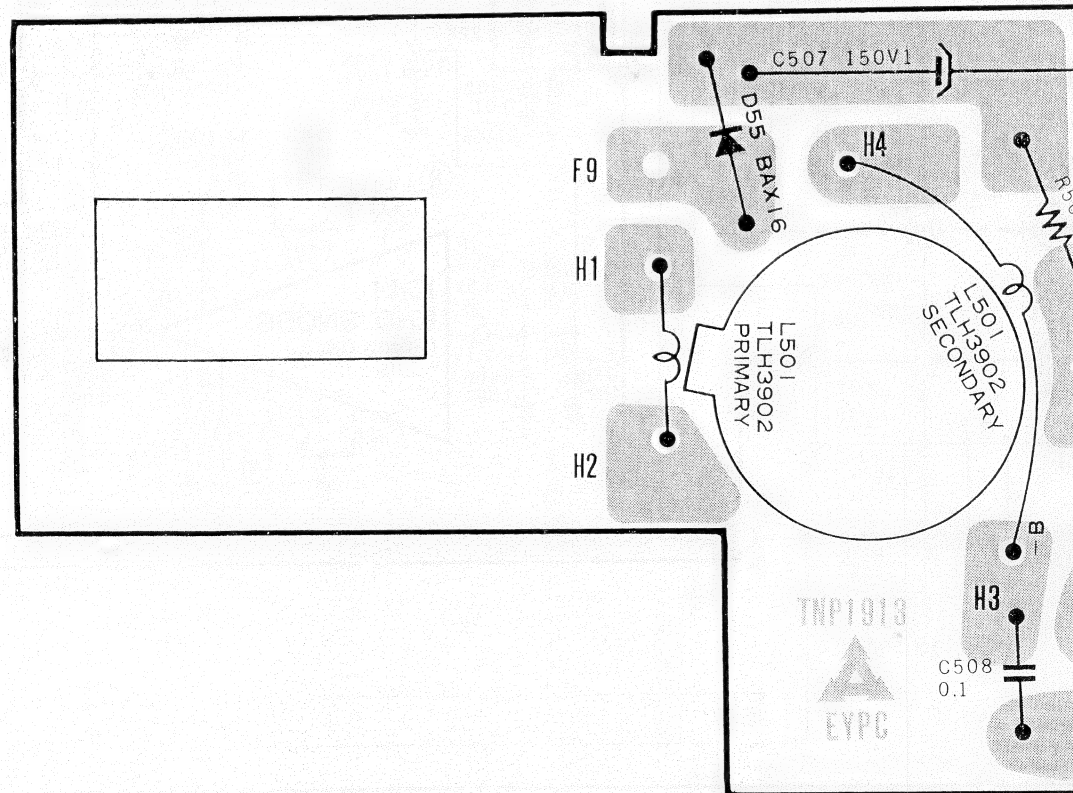 C507 150V1
D55 BAX16
H4
F9
H1
L501
TLH3902
PRIMARY
L501
TLH3902
SECONDARY
H2
-B
H3
TNP1913
C508
0.1
EYPC